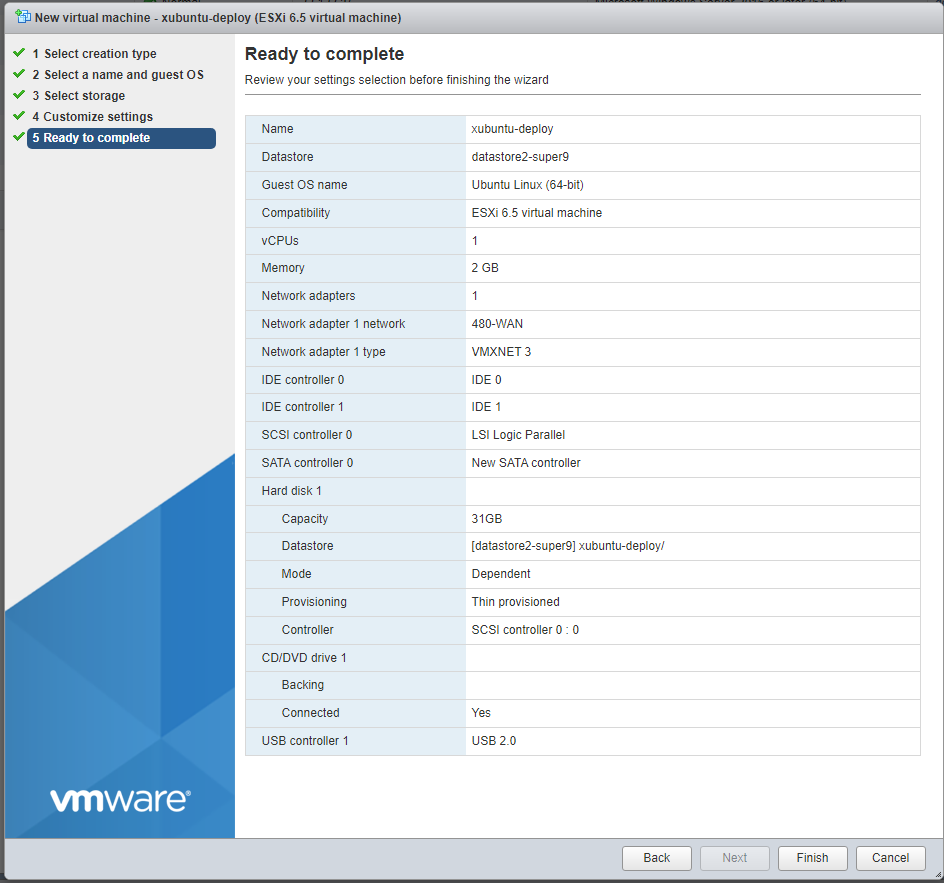 New virtual machine - xubuntu-deploy (ESXi 6.5 virtual machine)
1 Select creation type
2 Select a name and guest OS
3 Select storage
4 Customize settings
5 Ready to complete
Ready to complete
Review your settings selection before finishing the wizard
Name xubuntu-deploy
Datastore datastore2-super9
Guest OS name Ubuntu Linux (64-bit)
Compatibility ESXi 6.5 virtual machine
vCPUs 1
Memory 2 GB
Network adapters 1
Network adapter 1 network 480-WAN
Network adapter 1 type VMXNET 3
IDE controller 0 IDE 0
IDE controller 1 IDE 1
SCSI controller 0 LSI Logic Parallel
SATA controller 0 New SATA controller
Hard disk 1
Capacity 31GB
Datastore [datastore2-super9] xubuntu-deploy/
Mode Dependent
Provisioning Thin provisioned
Controller SCSI controller 0 : 0
CD/DVD drive 1
Backing
Connected Yes
USB controller 1 USB 2.0
vmware®
Back Next Finish Cancel